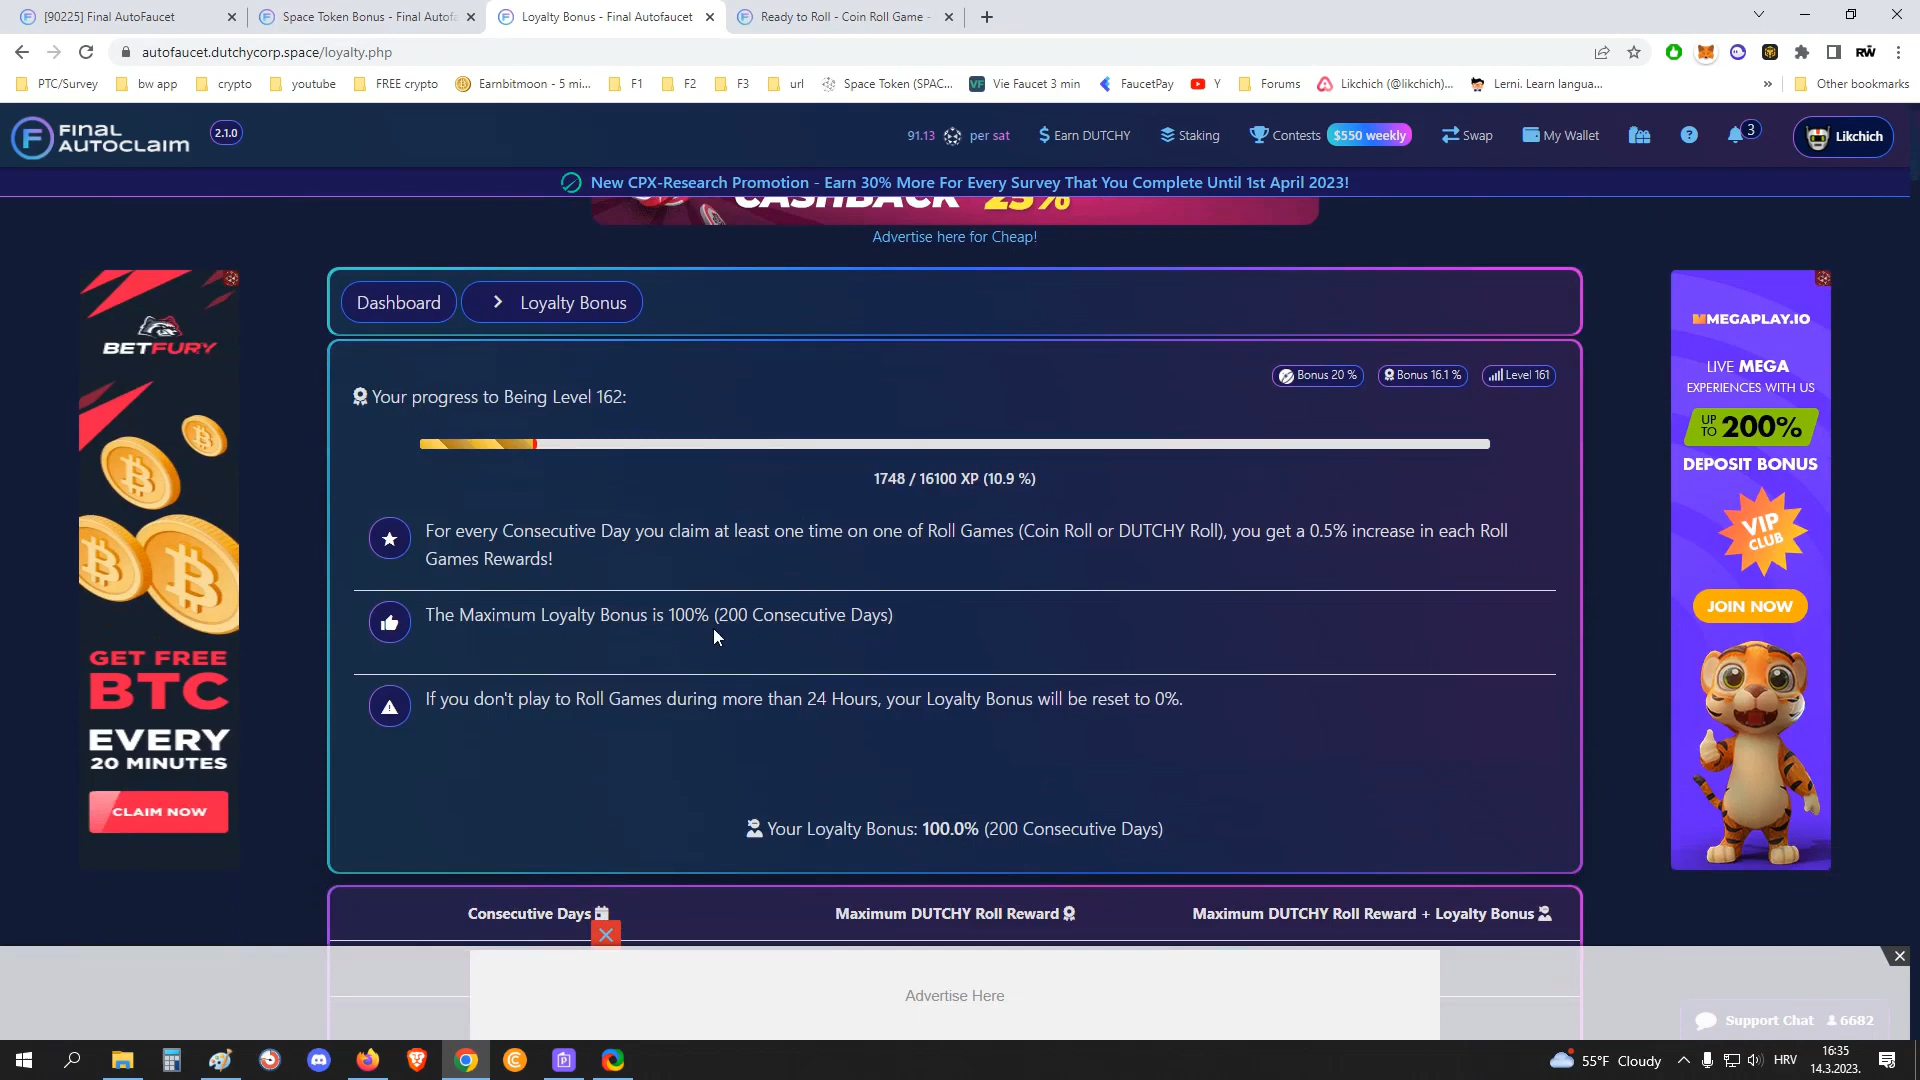 [90225] Final AutoFaucet
Space Token Bonus - Final Autofa
Loyalty Bonus - Final Autofaucet
Ready to Roll - Coin Roll Game -
autofaucet.dutchycorp.space/loyalty.php
PTC/Survey
bw app
crypto
youtube
FREE crypto
Earnbitmoon - 5 mi...
F1
F2
F3
url
Space Token (SPAC...
VF
Vie Faucet 3 min
FaucetPay
Y
Forums
Likchich (@likchich)...
Lerni. Learn langua...
»
Other bookmarks
FINAL
AUTOCLAIM
2.1.0
91.13 per sat
Earn DUTCHY
Staking
Contests
$550 weekly
Swap
My Wallet
3
Likchich
New CPX-Research Promotion - Earn 30% More For Every Survey That You Complete Until 1st April 2023!
CASHBACK 25%
Advertise here for Cheap!
Dashboard
Loyalty Bonus
Bonus 20 %
Bonus 16.1 %
Level 161
Your progress to Being Level 162:
1748 / 16100 XP (10.9 %)
For every Consecutive Day you claim at least one time on one of Roll Games (Coin Roll or DUTCHY Roll), you get a 0.5% increase in each Roll
Games Rewards!
The Maximum Loyalty Bonus is 100% (200 Consecutive Days)
If you don't play to Roll Games during more than 24 Hours, your Loyalty Bonus will be reset to 0%.
Your Loyalty Bonus: 100.0% (200 Consecutive Days)
Consecutive Days
Maximum DUTCHY Roll Reward
Maximum DUTCHY Roll Reward + Loyalty Bonus
BETFURY
GET FREE
BTC
EVERY
20 MINUTES
CLAIM NOW
MEGAPLAY.IO
LIVE MEGA
EXPERIENCES WITH US
UP
TO 200%
DEPOSIT BONUS
VIP
CLUB
JOIN NOW
Advertise Here
Support Chat 6682
55°F Cloudy
HRV
16:35
14.3.2023.